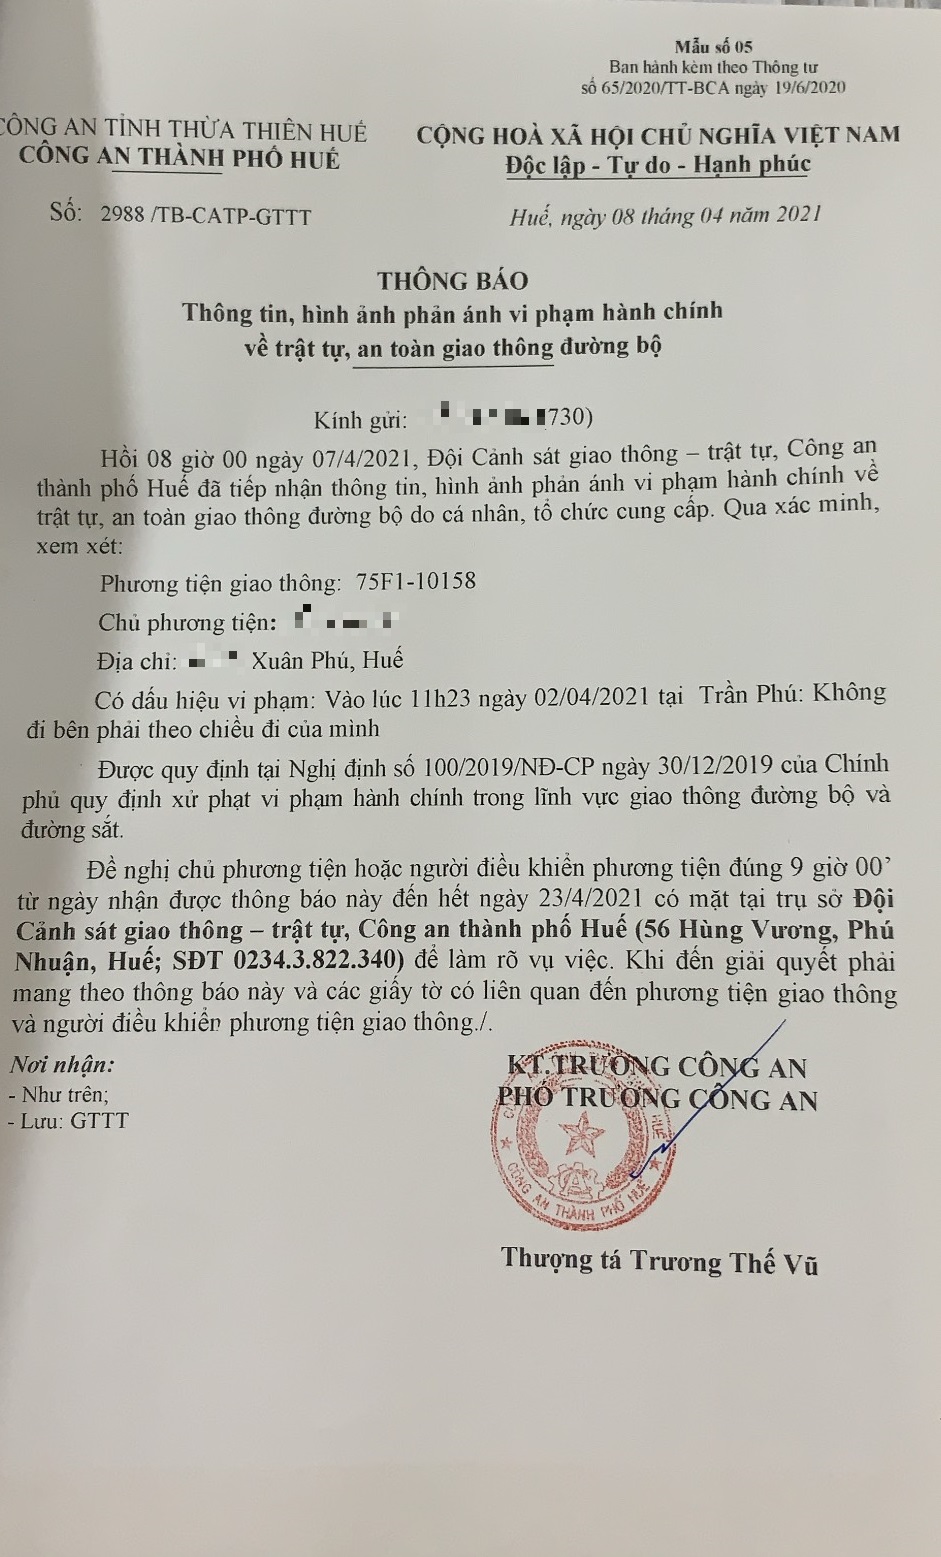 Mẫu số 05
Ban hành kèm theo Thông tư
số 65/2020/TT-BCA ngày 19/6/2020
CÔNG AN TỈNH THỪA THIÊN HUẾ
CÔNG AN THÀNH PHỐ HUẾ
CỘNG HOÀ XÃ HỘI CHỦ NGHĨA VIỆT NAM
Độc lập - Tự do - Hạnh phúc
Số: 2988 /TB-CATP-GTTT
Huế, ngày 08 tháng 04 năm 2021
THÔNG BÁO
Thông tin, hình ảnh phản ánh vi phạm hành chính
về trật tự, an toàn giao thông đường bộ
Kính gửi: 730)
Hồi 08 giờ 00 ngày 07/4/2021, Đội Cảnh sát giao thông – trật tự, Công an
thành phố Huế đã tiếp nhận thông tin, hình ảnh phản ánh vi phạm hành chính về
trật tự, an toàn giao thông đường bộ do cá nhân, tổ chức cung cấp. Qua xác minh,
xem xét:
Phương tiện giao thông: 75F1-10158
Chủ phương tiện:
Địa chỉ: Xuân Phú, Huế
Có dấu hiệu vi phạm: Vào lúc 11h23 ngày 02/04/2021 tại Trần Phú: Không
đi bên phải theo chiều đi của mình
Được quy định tại Nghị định số 100/2019/NĐ-CP ngày 30/12/2019 của Chính
phủ quy định xử phạt vi phạm hành chính trong lĩnh vực giao thông đường bộ và
đường sắt.
Đề nghị chủ phương tiện hoặc người điều khiển phương tiện đúng 9 giờ 00’
từ ngày nhận được thông báo này đến hết ngày 23/4/2021 có mặt tại trụ sở Đội
Cảnh sát giao thông – trật tự, Công an thành phố Huế (56 Hùng Vương, Phú
Nhuận, Huế; SĐT 0234.3.822.340) để làm rõ vụ việc. Khi đến giải quyết phải
mang theo thông báo này và các giấy tờ có liên quan đến phương tiện giao thông
và người điều khiển phương tiện giao thông./.
Nơi nhận:
- Như trên;
- Lưu: GTTT
KT.TRƯỞNG CÔNG AN
PHÓ TRƯỞNG CÔNG AN
CÔNG AN THÀNH PHỐ HUẾ
Thượng tá Trương Thế Vũ